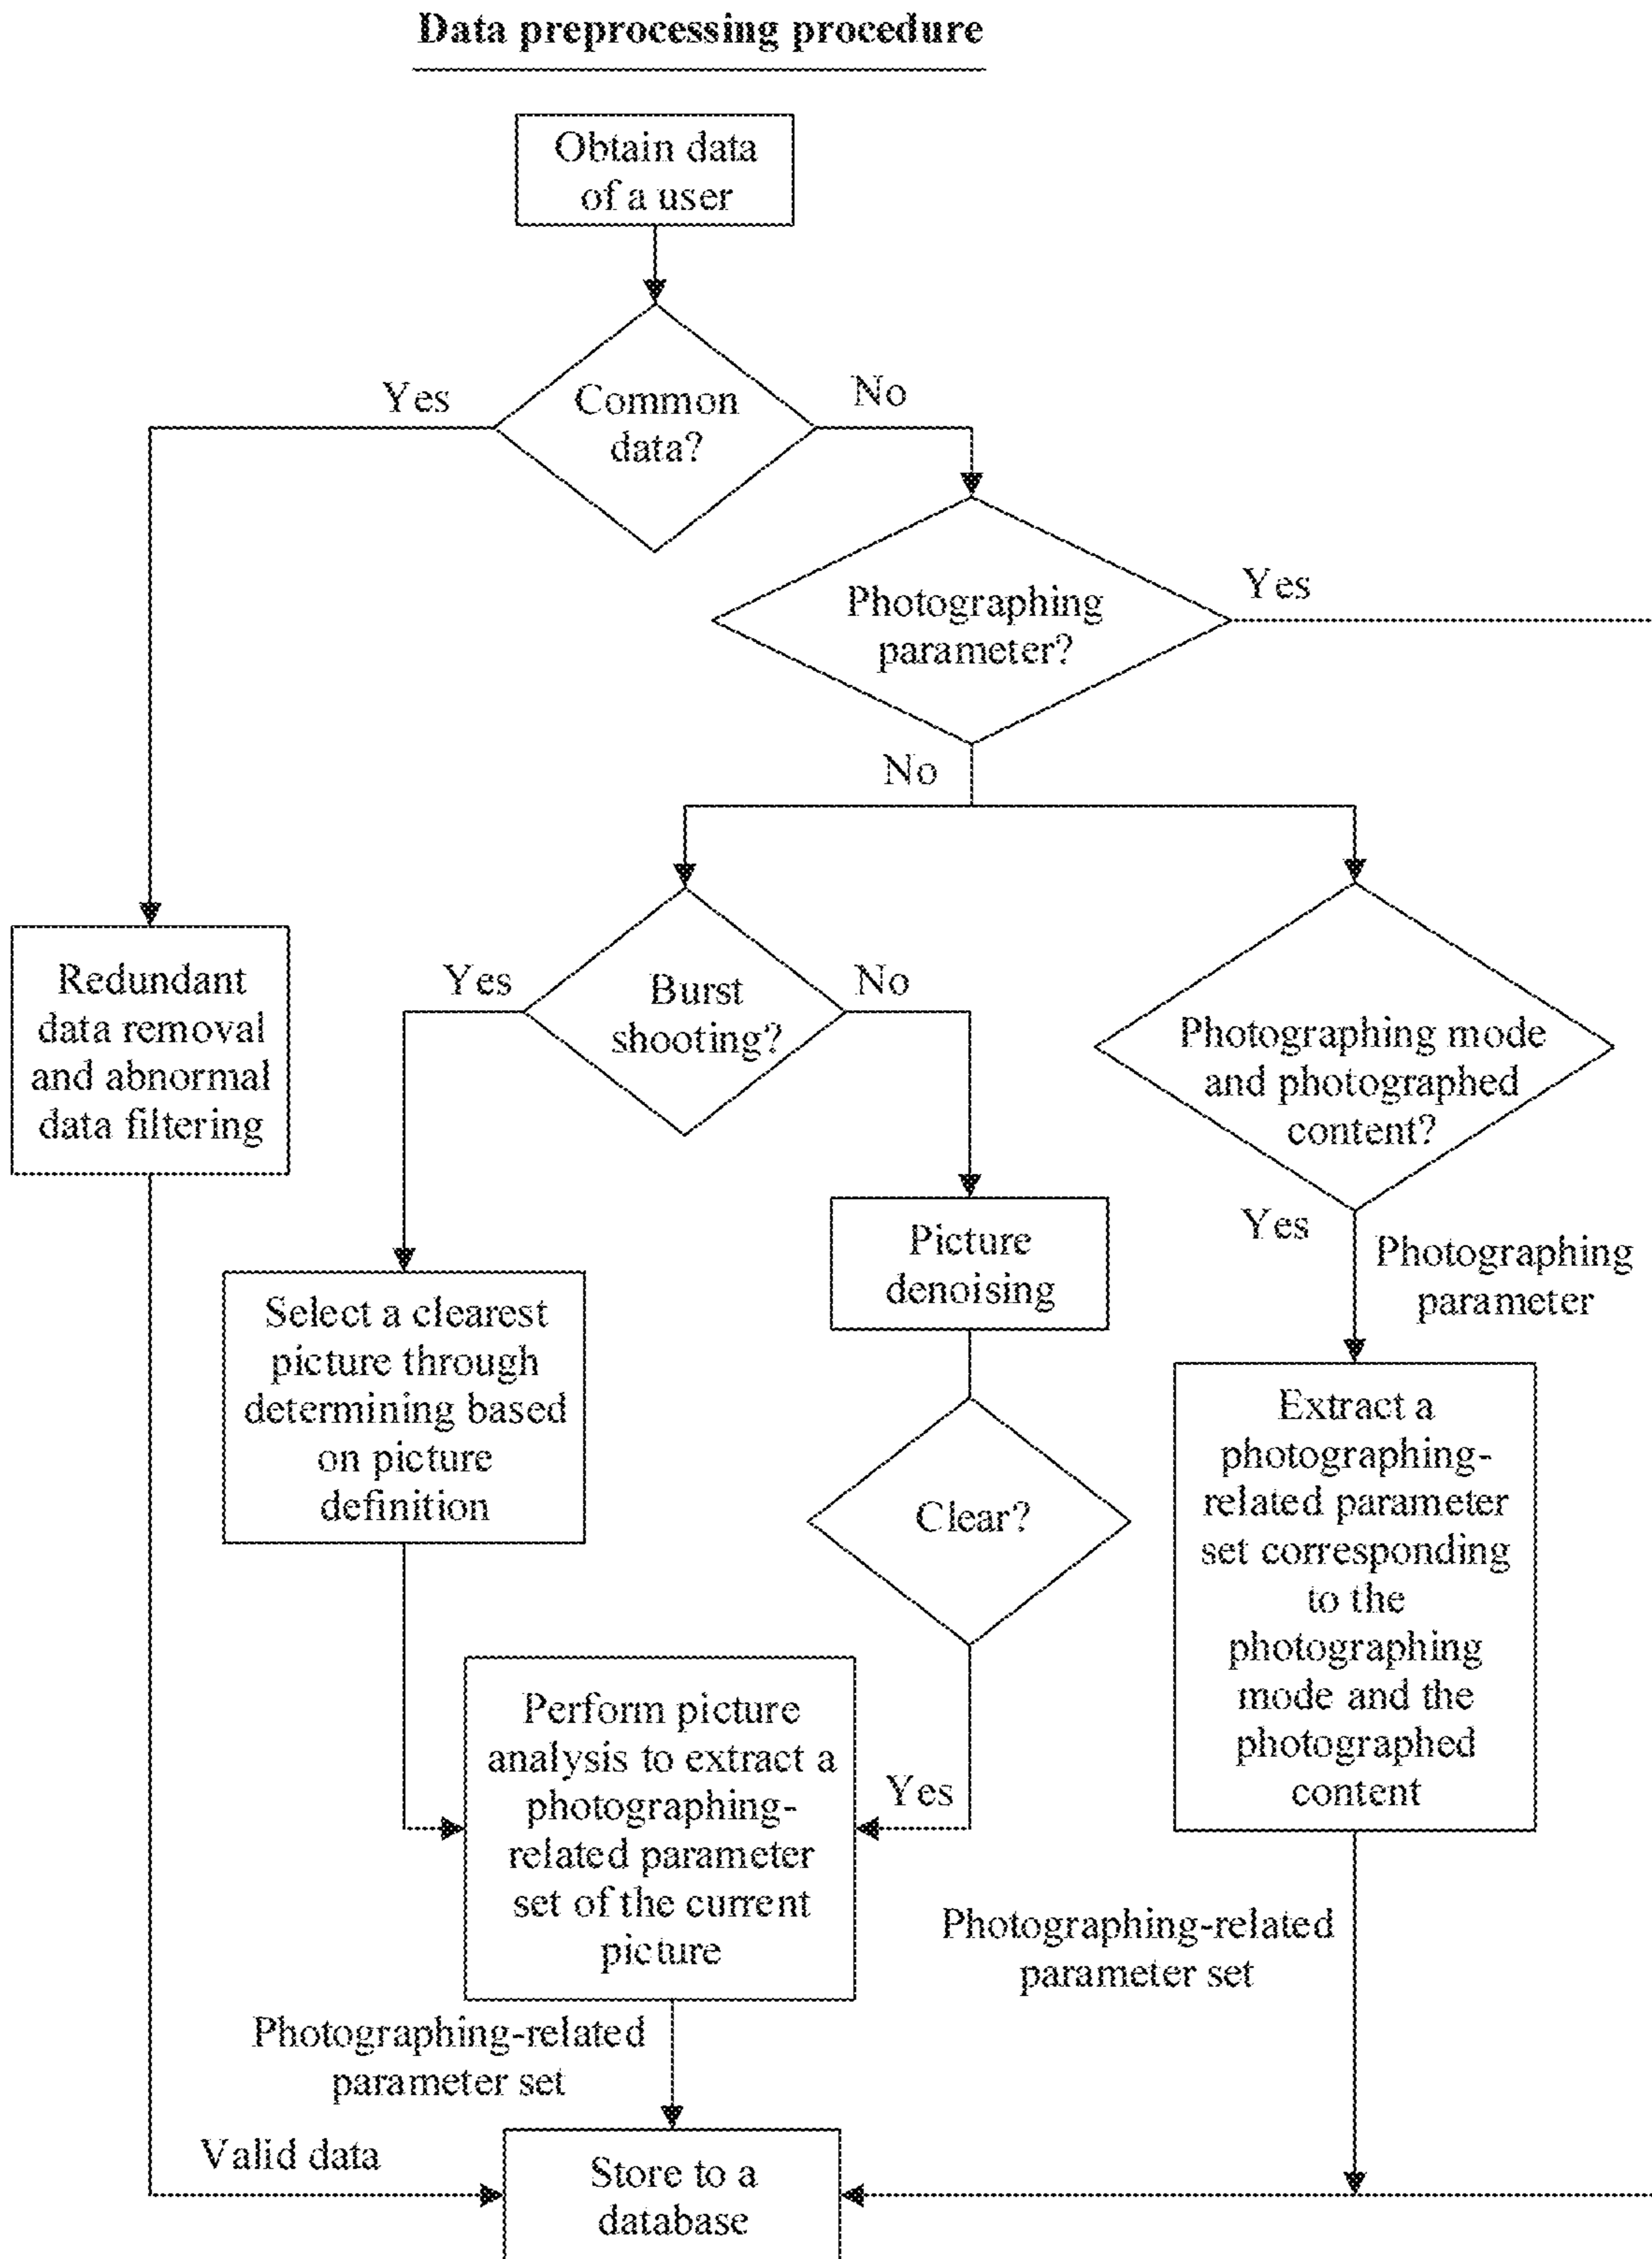 Data preprocessing procedure
Obtain data
of a user
Yes
Common
data?
No
Photographing
parameter?
Yes
No
Redundant
data removal
and abnormal
data filtering
Yes
Burst
shooting?
No
Photographing mode
and photographed
content?
Yes
Photographing
parameter
Picture
denoising
Select a clearest
picture through
determining based
on picture
definition
Clear?
Extract a
photographing-
related parameter
set corresponding
to the
photographing
mode and the
photographed
content
Perform picture
analysis to extract a
photographing-
related parameter
set of the current
picture
Yes
Photographing-related
parameter set
Photographing-related
parameter set
Valid data
Store to a
database